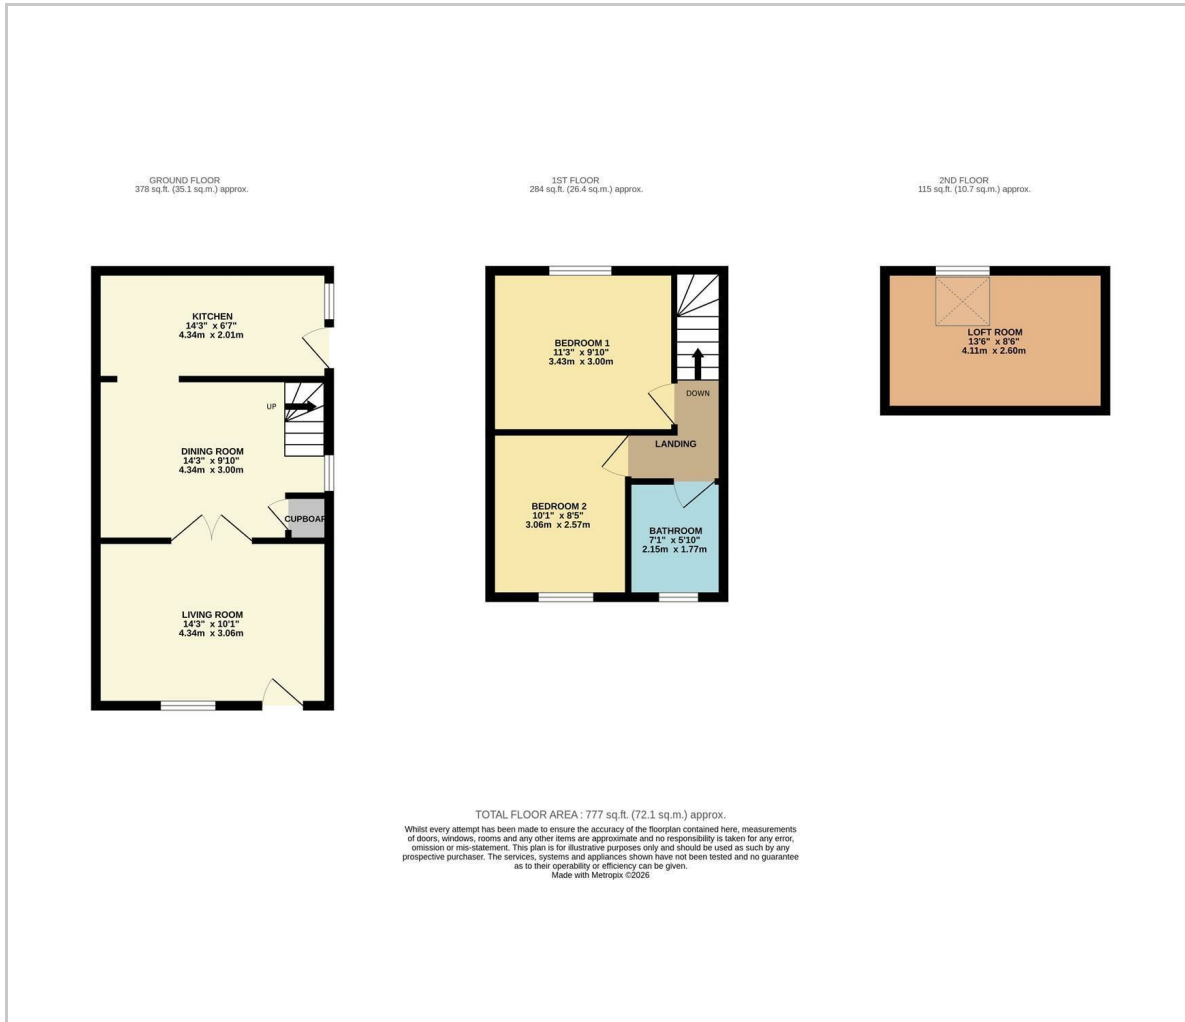 GROUND FLOOR
378 sq.ft. (35.1 sq.m.) approx.
KITCHEN
14'3" x 6'7"
4.34m x 2.01m
UP
DINING ROOM
14'3" x 9'10"
4.34m x 3.00m
CUPBOAR
LIVING ROOM
14'3" x 10'1"
4.34m x 3.06m
1ST FLOOR
284 sq.ft. (26.4 sq.m.) approx.
BEDROOM 1
11'3" x 9'10"
3.43m x 3.00m
DOWN
LANDING
BEDROOM 2
10'1" x 8'5"
3.06m x 2.57m
BATHROOM
7'1" x 5'10"
2.15m x 1.77m
2ND FLOOR
115 sq.ft. (10.7 sq.m.) approx.
LOFT ROOM
13'6" x 8'6"
4.11m x 2.60m
TOTAL FLOOR AREA : 777 sq.ft. (72.1 sq.m.) approx.
Whilst every attempt has been made to ensure the accuracy of the floorplan contained here, measurements
of doors, windows, rooms and any other items are approximate and no responsibility is taken for any error,
omission or mis-statement. This plan is for illustrative purposes only and should be used as such by any
prospective purchaser. The services, systems and appliances shown have not been tested and no guarantee
as to their operability or efficiency can be given.
Made with Metropix ©2026